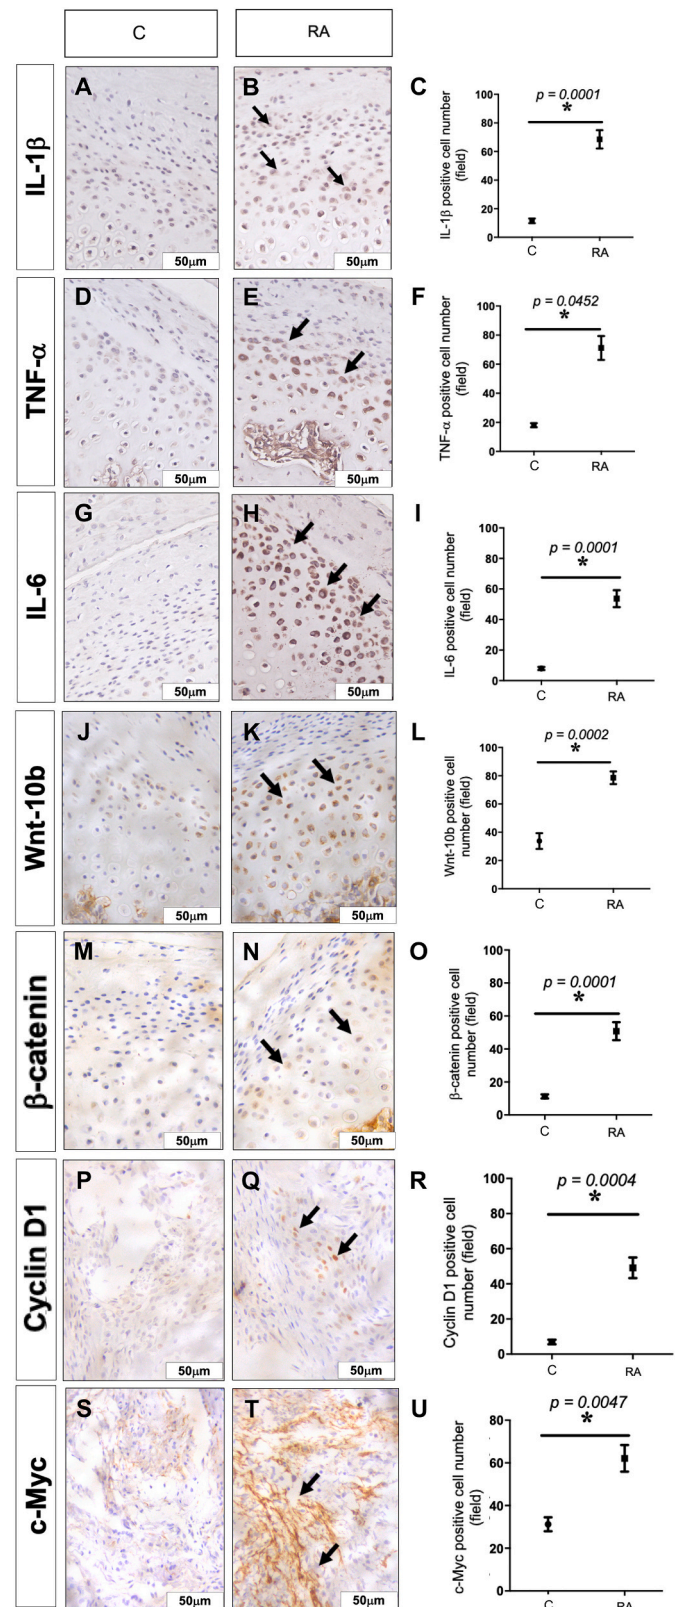 C RA
IL-1β
A B C
p = 0.0001
*
IL-1β positive cell number
(field)
100
80
60
40
20
0
C RA
50µm 50µm
TNF-α
D E F
p = 0.0452
*
TNF-α positive cell number
(field)
100
80
60
40
20
0
C RA
50µm 50µm
IL-6
G H I
p = 0.0001
*
IL-6 positive cell number
(field)
100
80
60
40
20
0
C RA
50µm 50µm
Wnt-10b
J K L
p = 0.0002
*
Wnt-10b positive cell
number (field)
100
80
60
40
20
0
C RA
50µm 50µm
β-catenin
M N O
p = 0.0001
*
β-catenin positive cell
number (field)
100
80
60
40
20
0
C RA
50µm 50µm
Cyclin D1
P Q R
p = 0.0004
*
Cyclin D1 positive cell
number (field)
100
80
60
40
20
0
C RA
50µm 50µm
c-Myc
S T U
p = 0.0047
*
c-Myc positive cell number
(field)
80
60
40
20
0
C RA
50µm 50µm